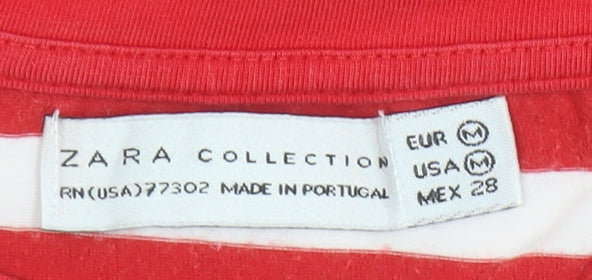 ZARA COLLECTION
RN(USA)77302 MADE IN PORTUGAL
EUR M
USA M
MEX 28